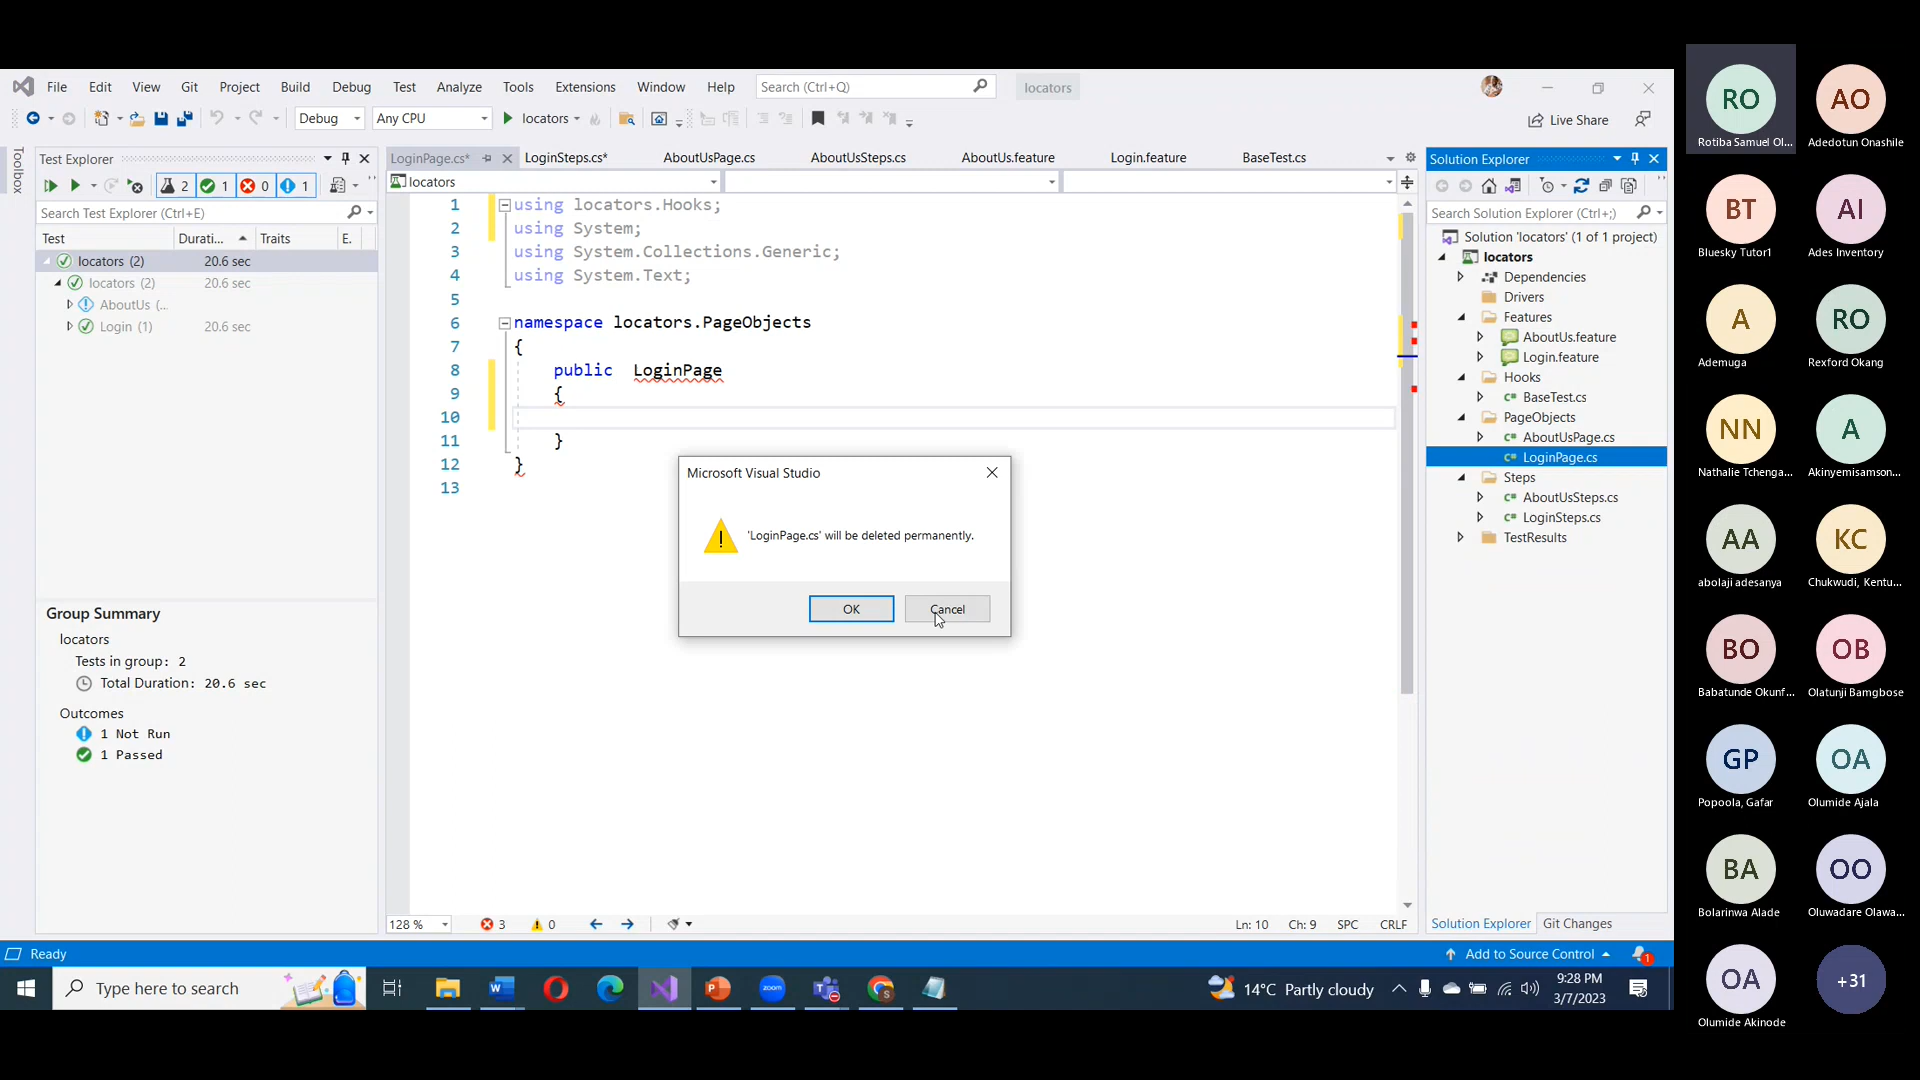 File Edit View Git Project Build Debug Test Analyze Tools Extensions Window Help Search (Ctrl+Q) locators
Debug Any CPU locators Live Share
Toolbox
Test Explorer
2 1 0 1
Search Test Explorer (Ctrl+E)
Test Durati... Traits E.
locators (2) 20.6 sec
locators (2) 20.6 sec
AboutUs (...
Login (1) 20.6 sec
Group Summary
locators
Tests in group: 2
Total Duration: 20.6 sec
Outcomes
1 Not Run
1 Passed
LoginPage.cs* LoginSteps.cs* AboutUsPage.cs AboutUsSteps.cs AboutUs.feature Login.feature BaseTest.cs
locators
1 using locators.Hooks;
2 using System;
3 using System.Collections.Generic;
4 using System.Text;
5
6 namespace locators.PageObjects
7 {
8 public LoginPage
9 {
10
11 }
12 }
13
Microsoft Visual Studio
'LoginPage.cs' will be deleted permanently.
OK Cancel
128 % 3 0 Ln: 10 Ch: 9 SPC CRLF
Solution Explorer
Search Solution Explorer (Ctrl+;)
Solution 'locators' (1 of 1 project)
locators
Dependencies
Drivers
Features
AboutUs.feature
Login.feature
Hooks
C# BaseTest.cs
PageObjects
C# AboutUsPage.cs
C# LoginPage.cs
Steps
C# AboutUsSteps.cs
C# LoginSteps.cs
TestResults
Solution Explorer Git Changes
Ready Add to Source Control 1
Type here to search zoom 14°C Partly cloudy 9:28 PM
3/7/2023
RO AO
Rotiba Samuel Ol... Adedotun Onashile
BT AI
Bluesky Tutor1 Ades Inventory
A RO
Ademuga Rexford Okang
NN A
Nathalie Tchenga... Akinyemisamson...
AA KC
abolaji adesanya Chukwudi, Kentu...
BO OB
Babatunde Okunf... Olatunji Bamgbose
GP OA
Popoola, Gafar Olumide Ajala
BA OO
Bolarinwa Alade Oluwadare Olawa...
OA +31
Olumide Akinode